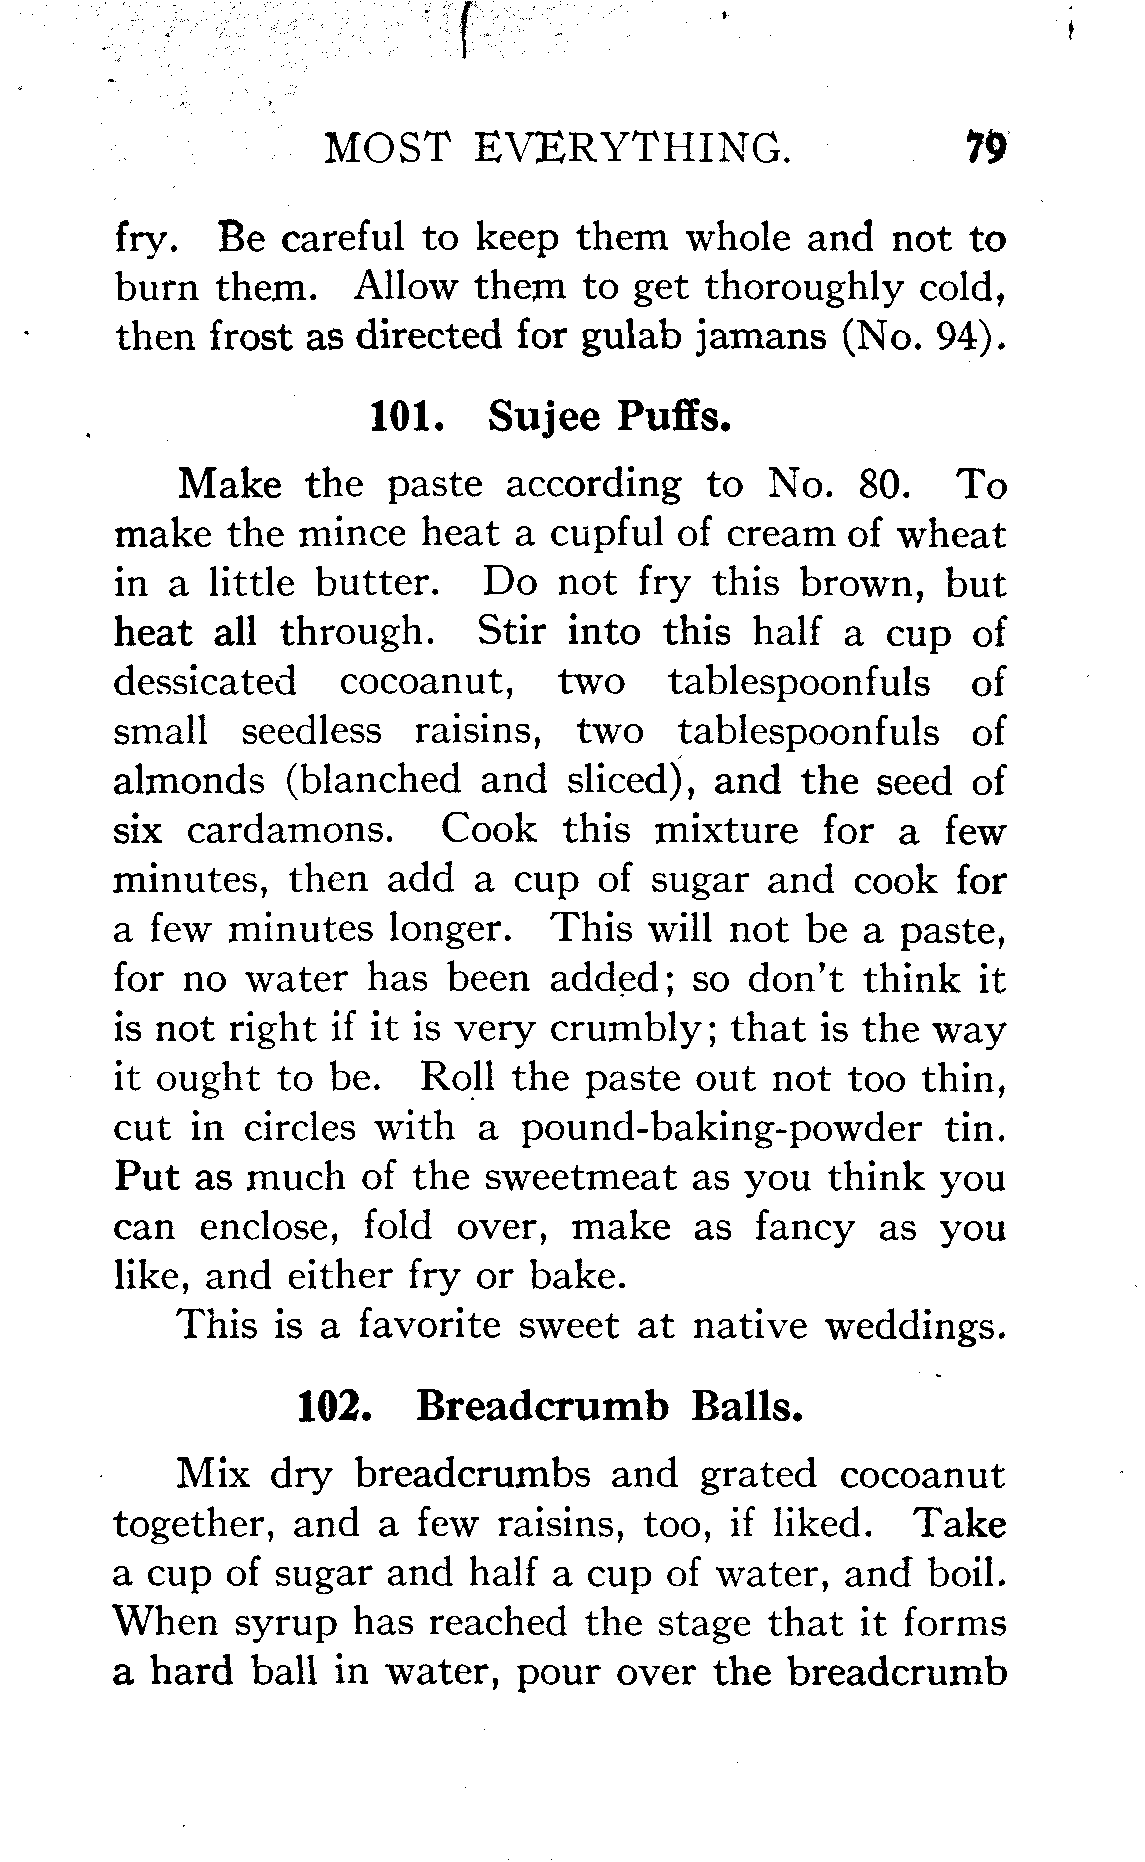 MOST EVERYTHING. 79
fry. Be careful to keep them whole and not to
burn them. Allow them to get thoroughly cold,
then frost as directed for gulab jamans (No. 94).
101. Sujee Puffs.
Make the paste according to No. 80. To
make the mince heat a cupful of cream of wheat
in a little butter. Do not fry this brown, but
heat all through. Stir into this half a cup of
dessicated cocoanut, two tablespoonfuls of
small seedless raisins, two tablespoonfuls of
almonds (blanched and sliced), and the seed of
six cardamons. Cook this mixture for a few
minutes, then add a cup of sugar and cook for
a few minutes longer. This will not be a paste,
for no water has been added; so don't think it
is not right if it is very crumbly; that is the way
it ought to be. Roll the paste out not too thin,
cut in circles with a pound-baking-powder tin.
Put as much of the sweetmeat as you think you
can enclose, fold over, make as fancy as you
like, and either fry or bake.
This is a favorite sweet at native weddings.
102. Breadcrumb Balls.
Mix dry breadcrumbs and grated cocoanut
together, and a few raisins, too, if liked. Take
a cup of sugar and half a cup of water, and boil.
When syrup has reached the stage that it forms
a hard ball in water, pour over the breadcrumb